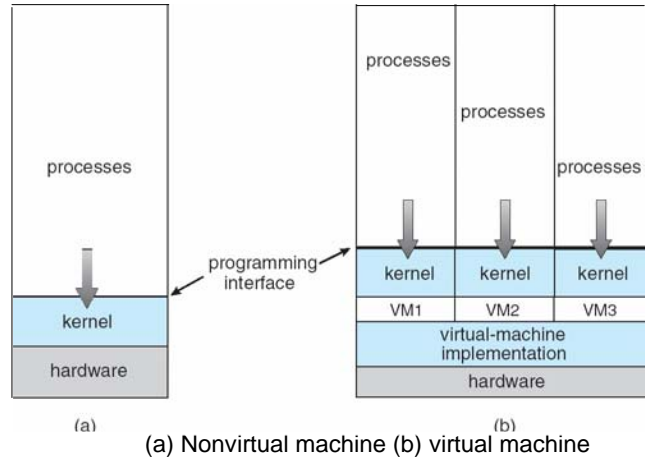 processes
programming
interface
kernel
hardware
(a)
processes
processes
processes
kernel kernel kernel
VM1 VM2 VM3
virtual-machine
implementation
hardware
(b)
(a) Nonvirtual machine (b) virtual machine